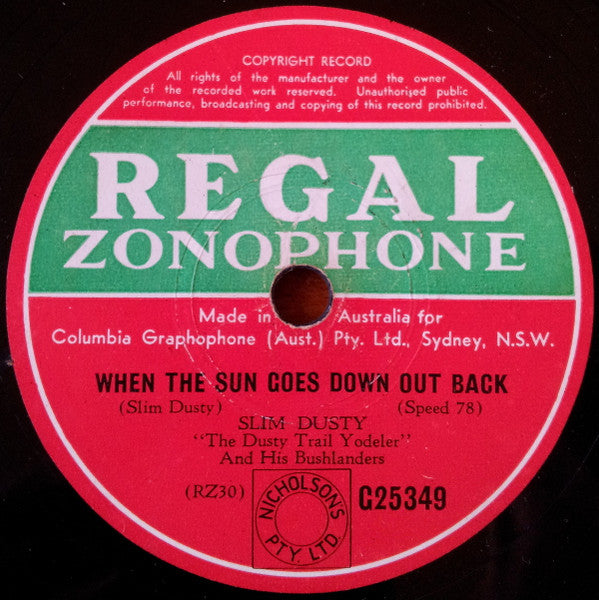 COPYRIGHT RECORD
All rights of the manufacturer and the owner
of the recorded work reserved. Unauthorised public
performance, broadcasting and copying of this record prohibited.
REGAL
ZONOPHONE
Made in Australia for
Columbia Graphophone (Aust.) Pty. Ltd., Sydney, N.S.W.
WHEN THE SUN GOES DOWN OUT BACK
(Slim Dusty) (Speed 78)
SLIM DUSTY
"The Dusty Trail Yodeler"
And His Bushlanders
(RZ30) G25349
NICHOLSON'S
PTY. LTD.